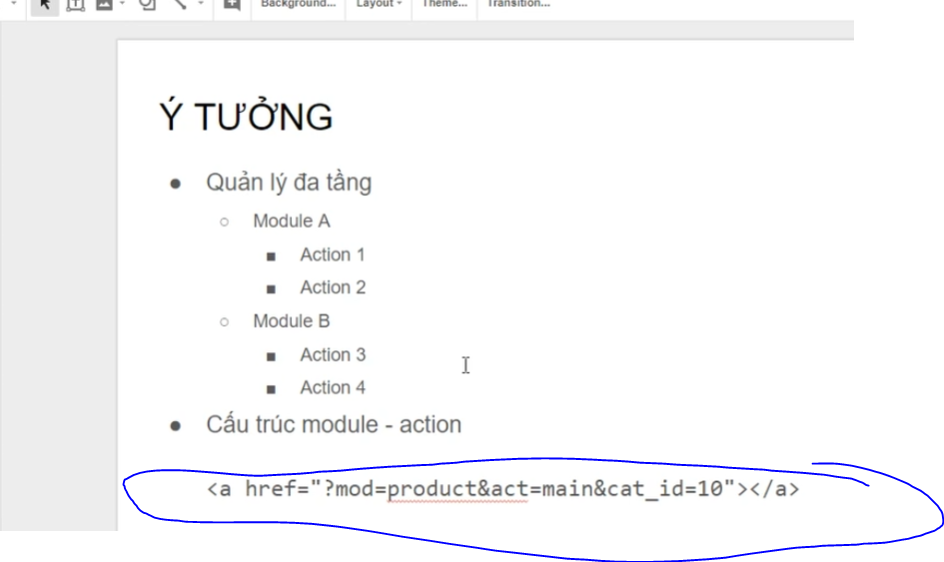 Background... Layout Theme... Transition...
Ý TƯỞNG
Quản lý đa tầng
Module A
Action 1
Action 2
Module B
Action 3
Action 4
Cấu trúc module - action
<a href="?mod=product&act=main&cat_id=10"></a>